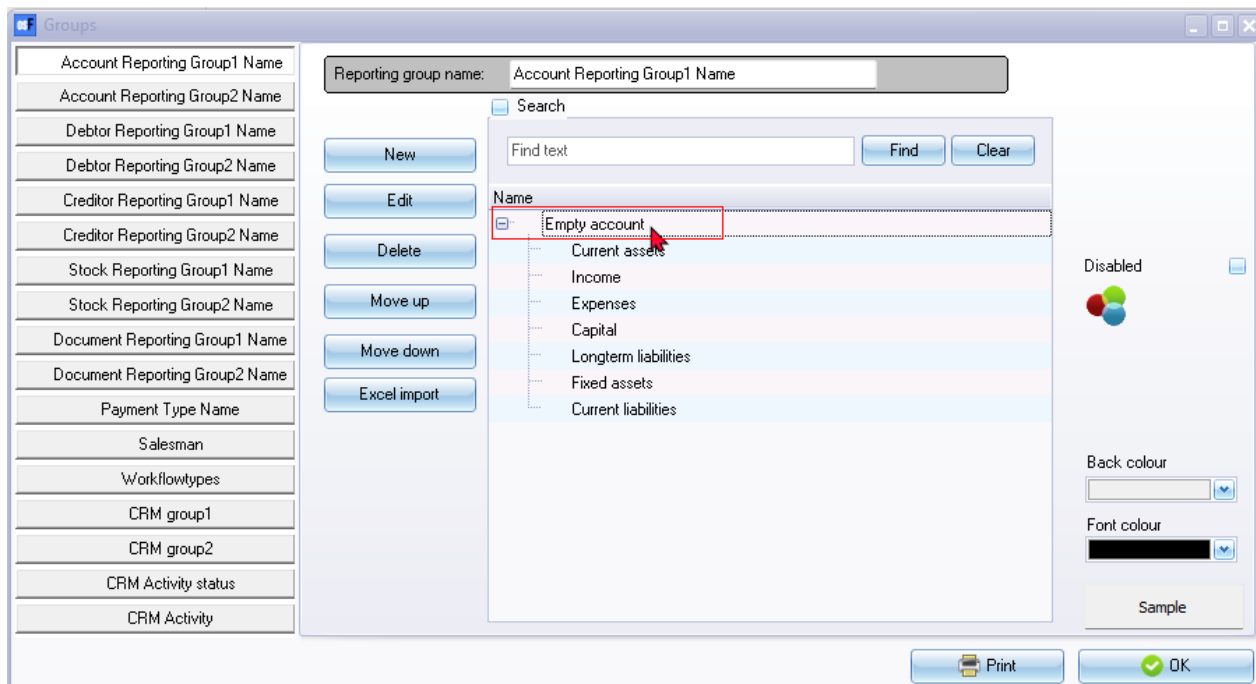 osF Groups
Account Reporting Group1 Name
Account Reporting Group2 Name
Debtor Reporting Group1 Name
Debtor Reporting Group2 Name
Creditor Reporting Group1 Name
Creditor Reporting Group2 Name
Stock Reporting Group1 Name
Stock Reporting Group2 Name
Document Reporting Group1 Name
Document Reporting Group2 Name
Payment Type Name
Salesman
Workflowtypes
CRM group1
CRM group2
CRM Activity status
CRM Activity
Reporting group name: Account Reporting Group1 Name
New
Edit
Delete
Move up
Move down
Excel import
Search
Find text Find Clear
Name
Empty account
Current assets
Income
Expenses
Capital
Longterm liabilities
Fixed assets
Current liabilities
Disabled
Back colour
Font colour
Sample
Print OK